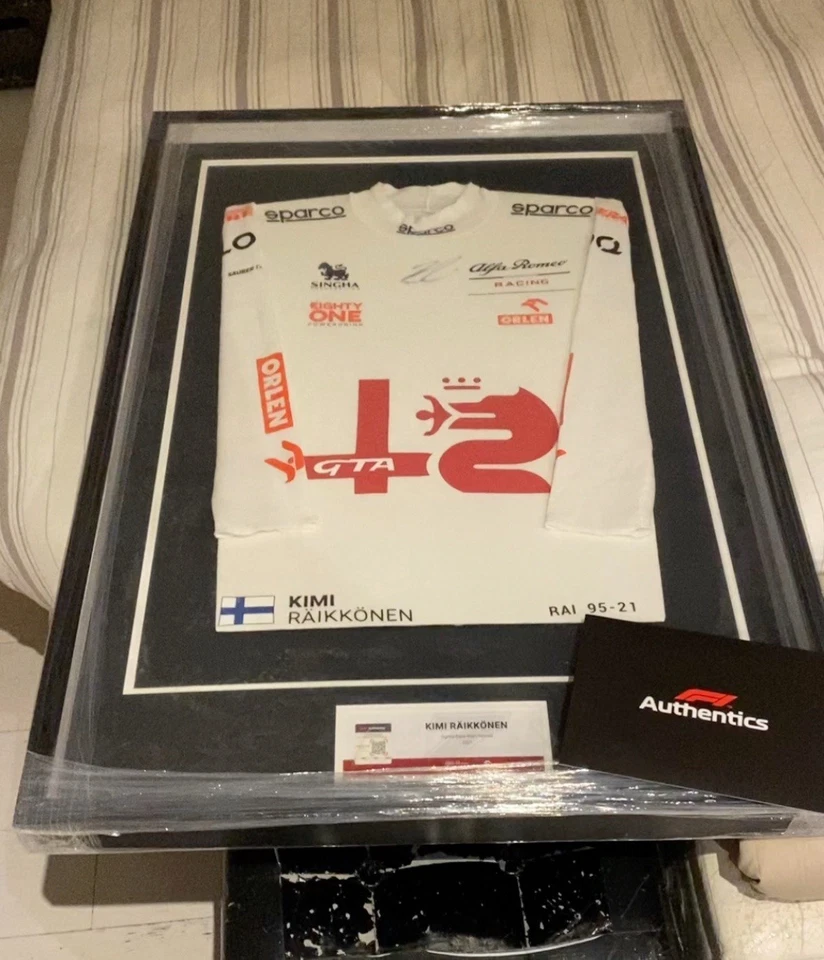 sparco
sparco
sparco
SINGHA
Alfa Romeo
RACING
EIGHTY
ONE
ORLEN
ORLEN
GTA
KIMI
RÄIKKÖNEN
RAI 95-21
KIMI RÄIKKÖNEN
F1
Authentics